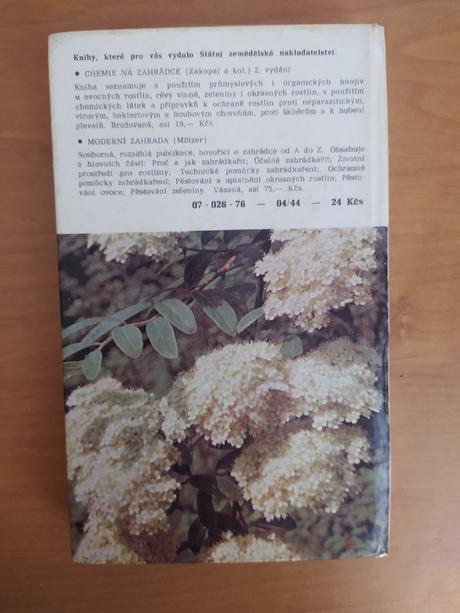 Knihy, které pro vás vydalo Státní zemědělské nakladatelství:
● CHEMIE NA ZAHRÁDCE (Zakopal a kol.) 2. vydání
Kniha seznamuje s použitím průmyslových i organických hnojiv
u ovocných rostlin, révy vinné, zeleniny i okrasných rostlin, s použitím
chemických látek a přípravků k ochraně rostlin proti neparazitickým,
virovým, bakteriovým a houbovým chorobám, proti škůdcům a k hubení
plevelů. Brožovaná, asi 19,— Kčs.
● MODERNÍ ZAHRADA (Mölzer)
Souborná, rozsáhlá publikace, hovořící o zahrádce od A do Z. Obsahuje
s hlavních částí: Proč a jak zahrádkařit; Účelné zahrádkařit; Životní
prostředí pro rostliny; Technické pomůcky zahrádkaření; Ochranné
pomůcky zahrádkaření; Pěstování a uplatnění okrasných rostlin; Pěsto-
vání ovoce; Pěstování zeleniny. Vázaná, asi 75,— Kčs.
07 - 026 - 76 — 04/44 — 24 Kčs